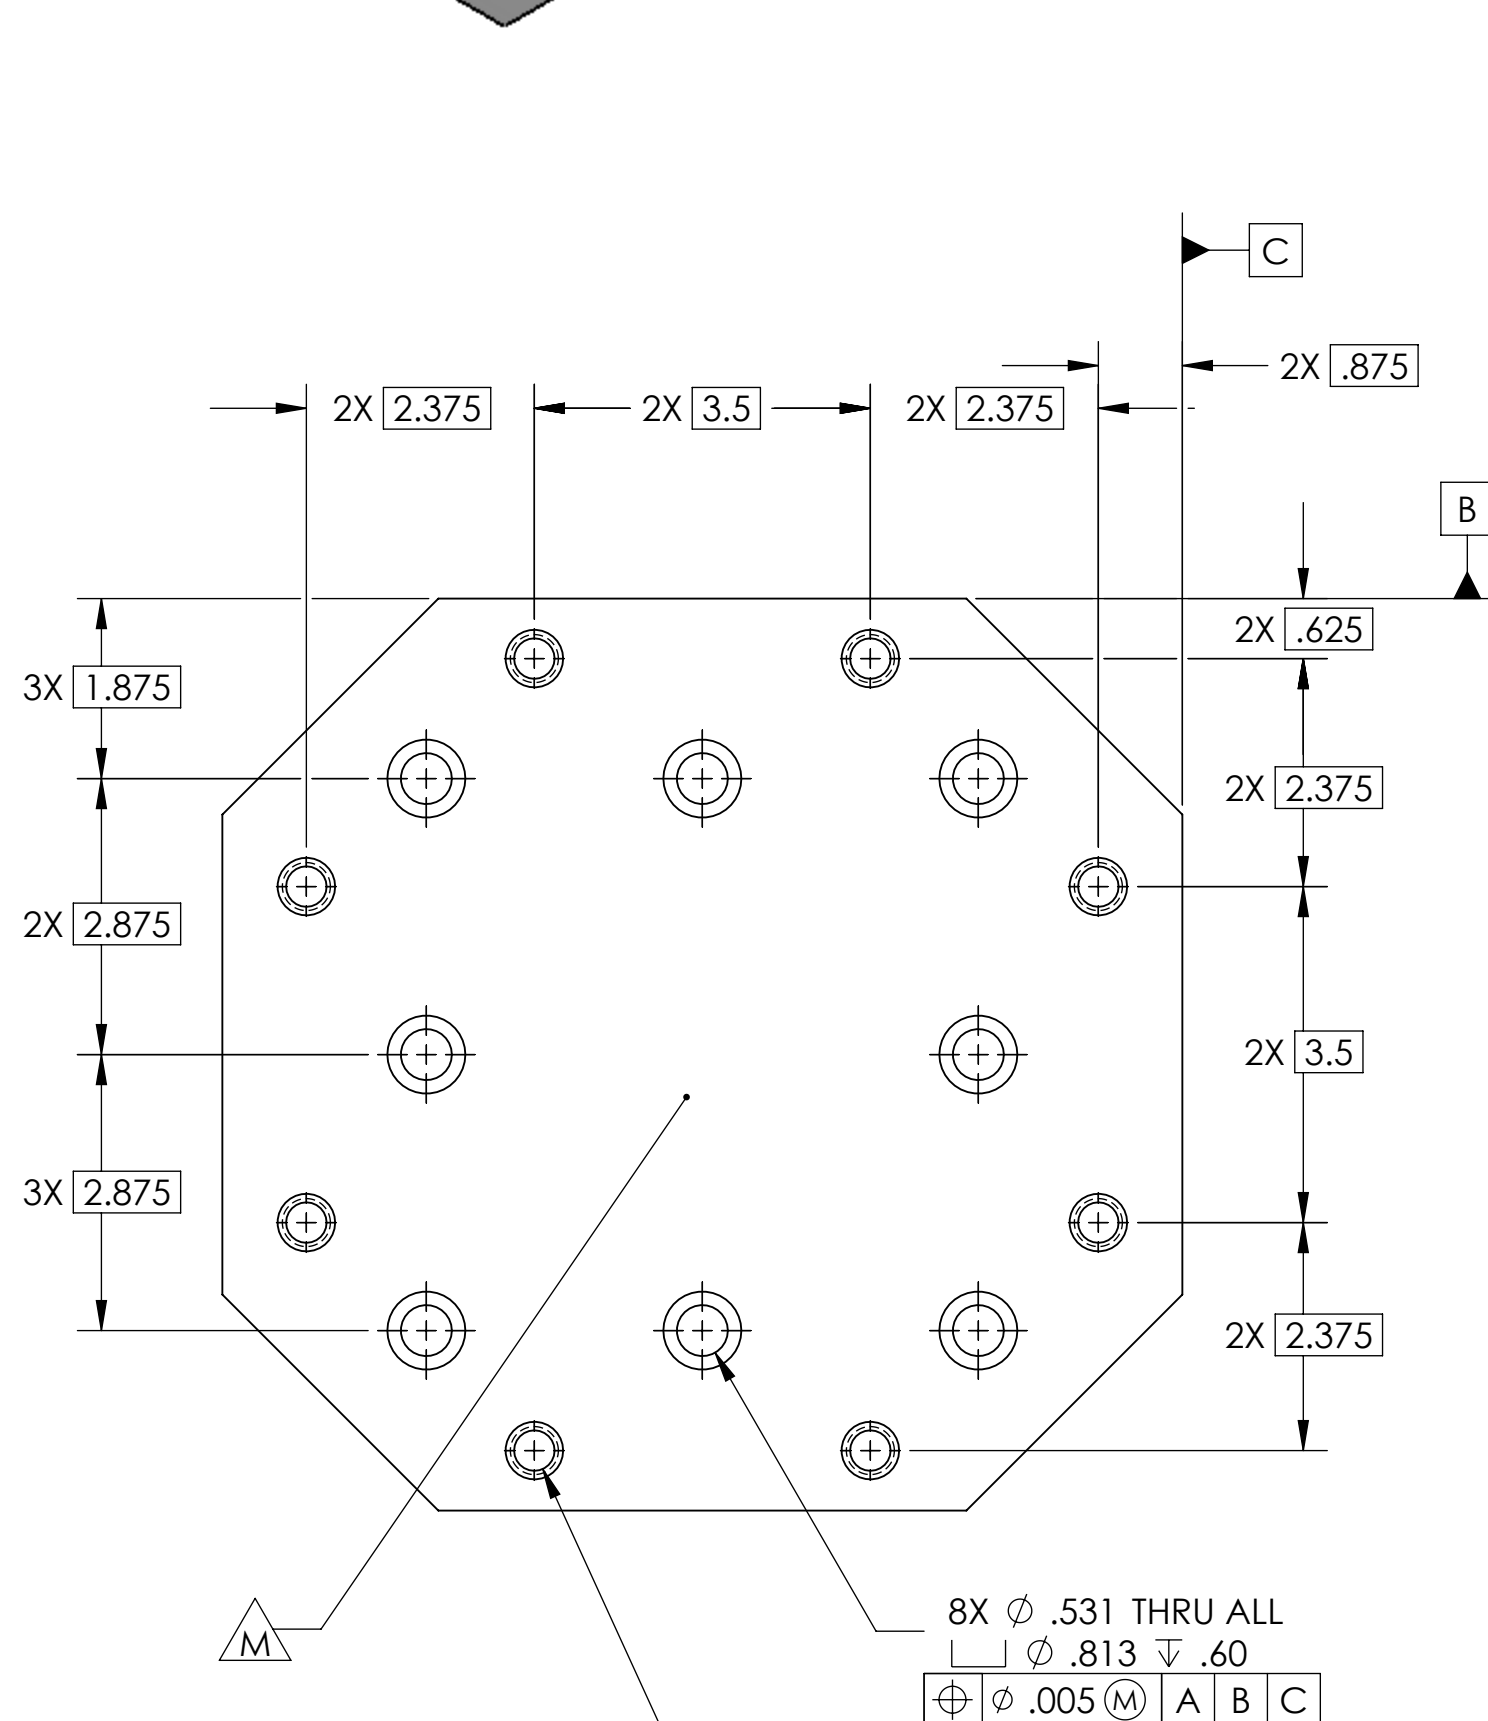 C
2X .875
2X 2.375 2X 3.5 2X 2.375
B
2X .625
3X 1.875
2X 2.375
2X 2.875
2X 3.5
3X 2.875
2X 2.375
8X ⌀ .531 THRU ALL
M
⌴ ⌀ .813 ↧ .60
⌖ ⌀ .005 Ⓜ A B C